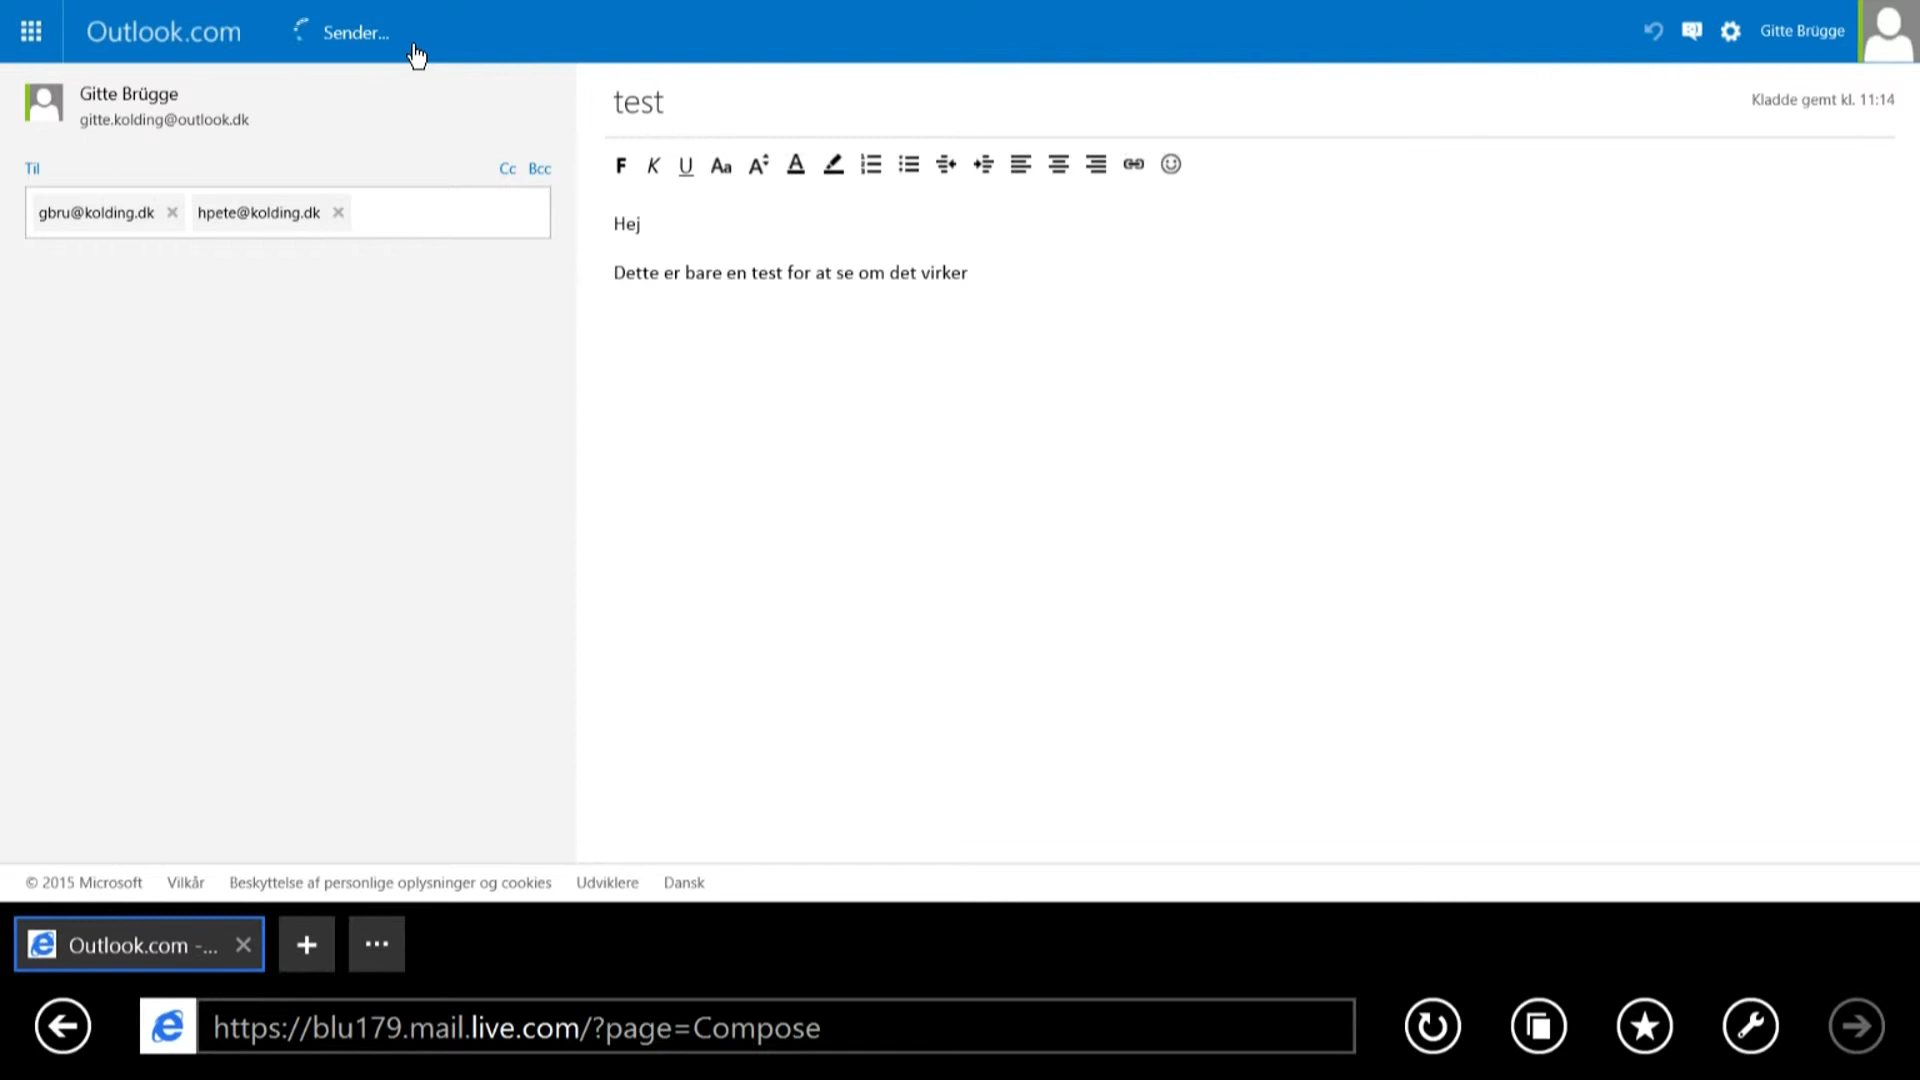 Outlook.com Sender... Gitte Brügge
Gitte Brügge
gitte.kolding@outlook.dk
Til Cc Bcc
gbru@kolding.dk hpete@kolding.dk
test
Kladde gemt kl. 11:14
F K U Aa A A
Hej
Dette er bare en test for at se om det virker
© 2015 Microsoft Vilkår Beskyttelse af personlige oplysninger og cookies Udviklere Dansk
Outlook.com -...
https://blu179.mail.live.com/?page=Compose